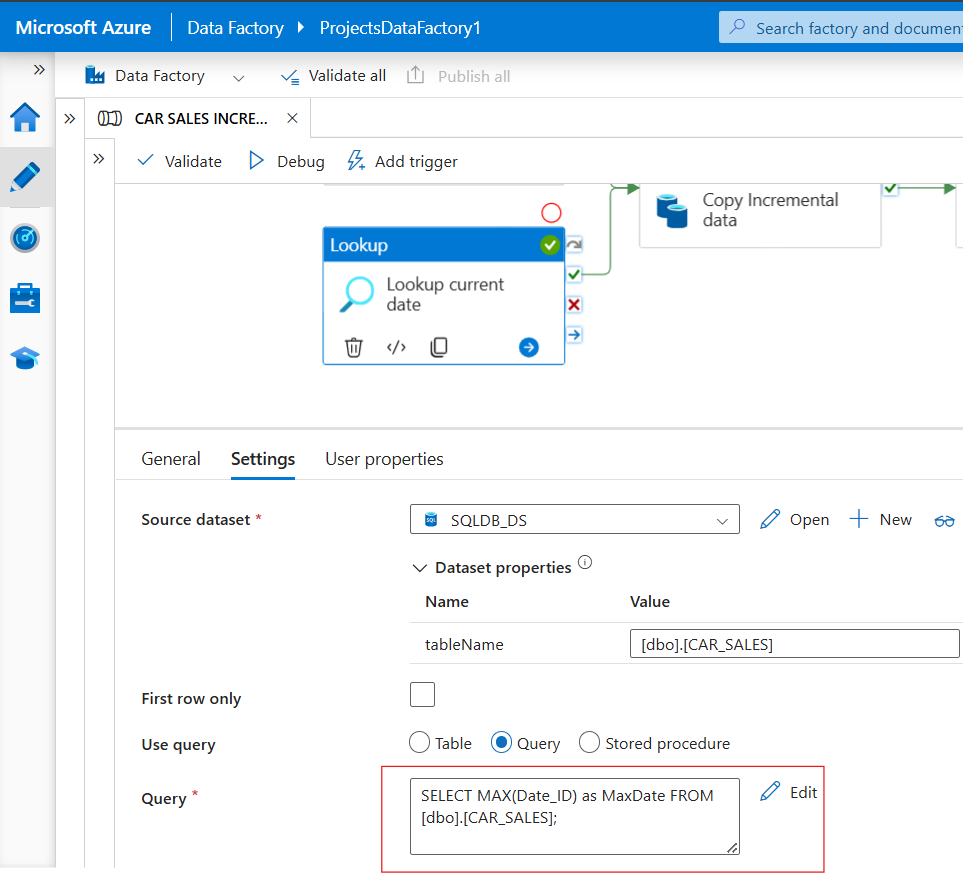 Microsoft Azure
Data Factory
ProjectsDataFactory1
Search factory and documen
Data Factory
Validate all
Publish all
CAR SALES INCRE...
Validate
Debug
Add trigger
Copy Incremental
data
Lookup
Lookup current
date
General
Settings
User properties
Source dataset *
SQL
SQLDB_DS
Open
New
Dataset properties
Name
Value
tableName
[dbo].[CAR_SALES]
First row only
Use query
Table
Query
Stored procedure
Query *
SELECT MAX(Date_ID) as MaxDate FROM
[dbo].[CAR_SALES];
Edit